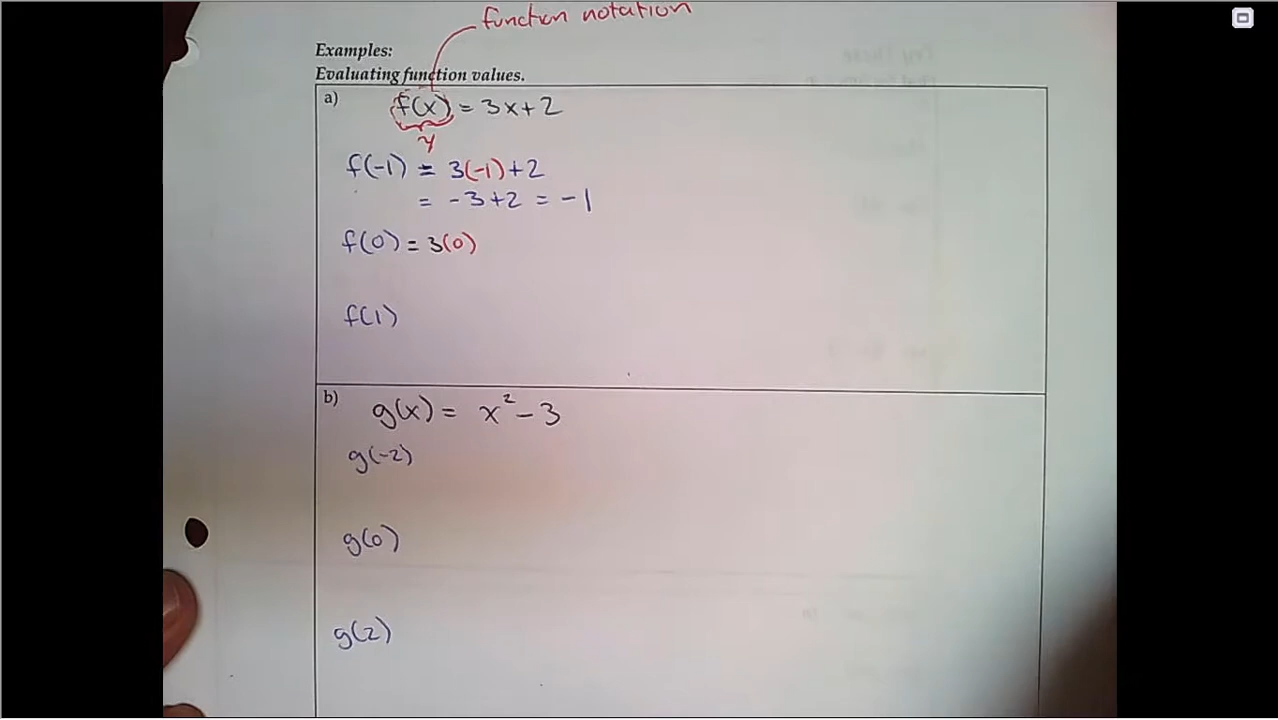 function notation
Examples:
Evaluating function values.
a) f(x) = 3x+2
y
f(-1) = 3(-1)+2
= -3+2 = -1
f(0) = 3(0)
f(1)
b) g(x) = x²-3
g(-2)
g(0)
g(2)